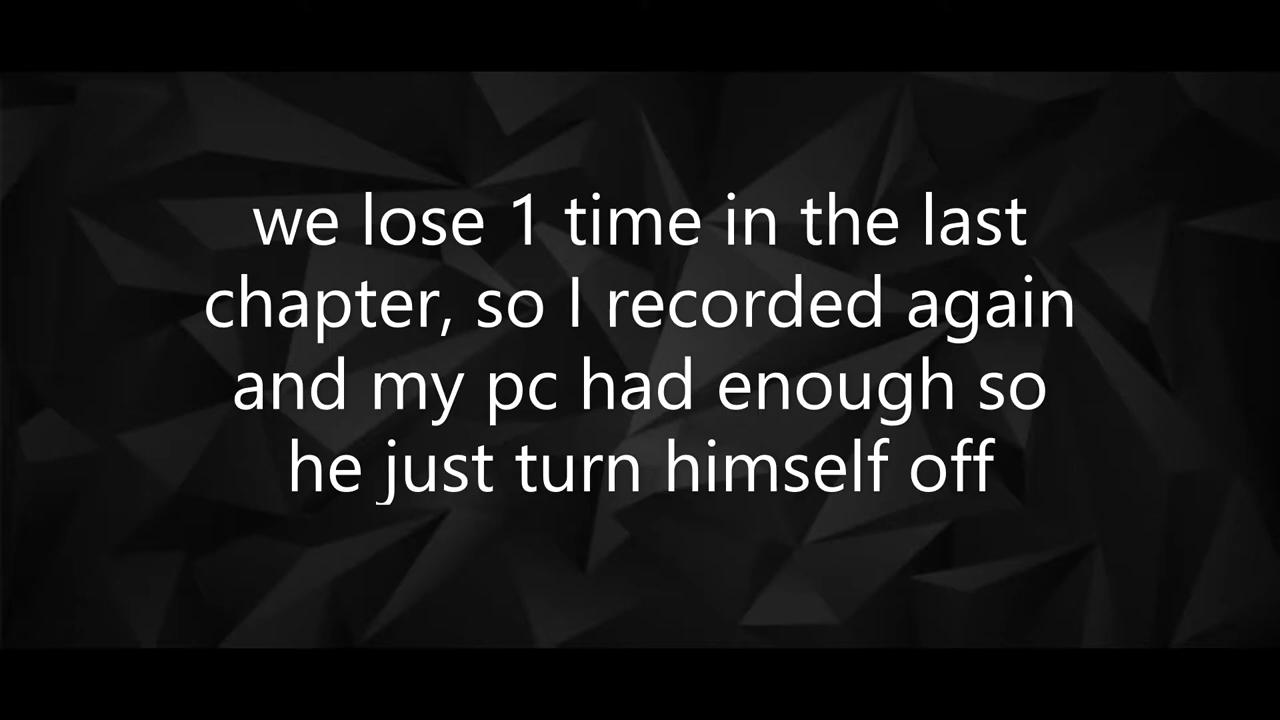 we lose 1 time in the last
chapter, so I recorded again
and my pc had enough so
he just turn himself off